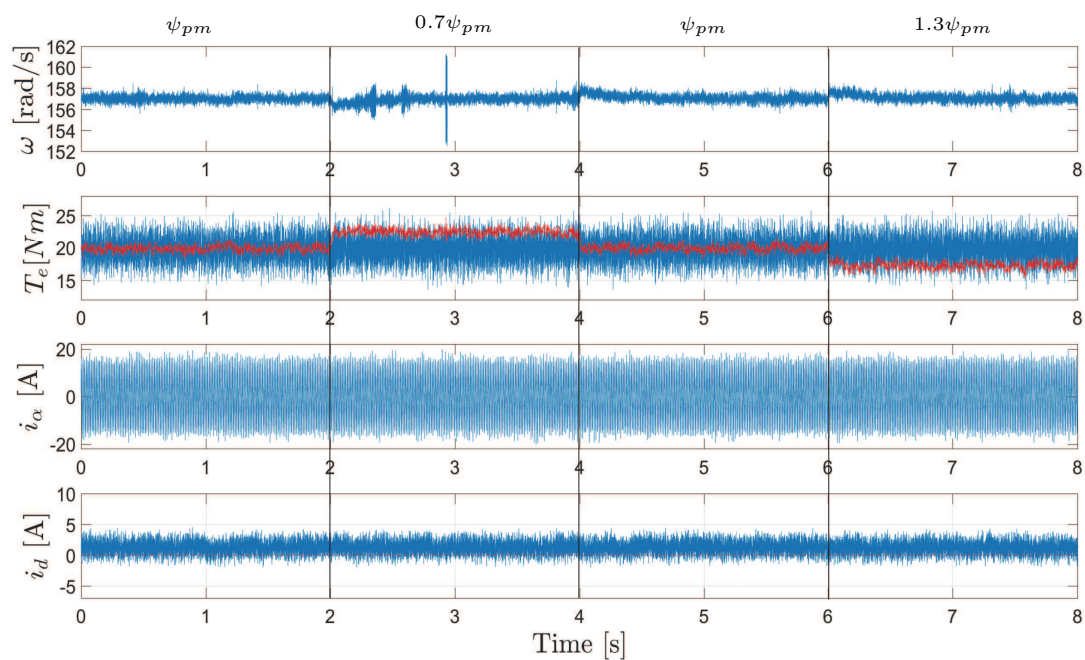 ψpm 0.7ψpm ψpm 1.3ψpm
ω [rad/s]
162
160
158
156
154
152
0 1 2 3 4 5 6 7 8
Te[Nm]
25
20
15
0 1 2 3 4 5 6 7 8
iα [A]
20
0
-20
0 1 2 3 4 5 6 7 8
id [A]
10
5
0
-5
0 1 2 3 4 5 6 7 8
Time [s]